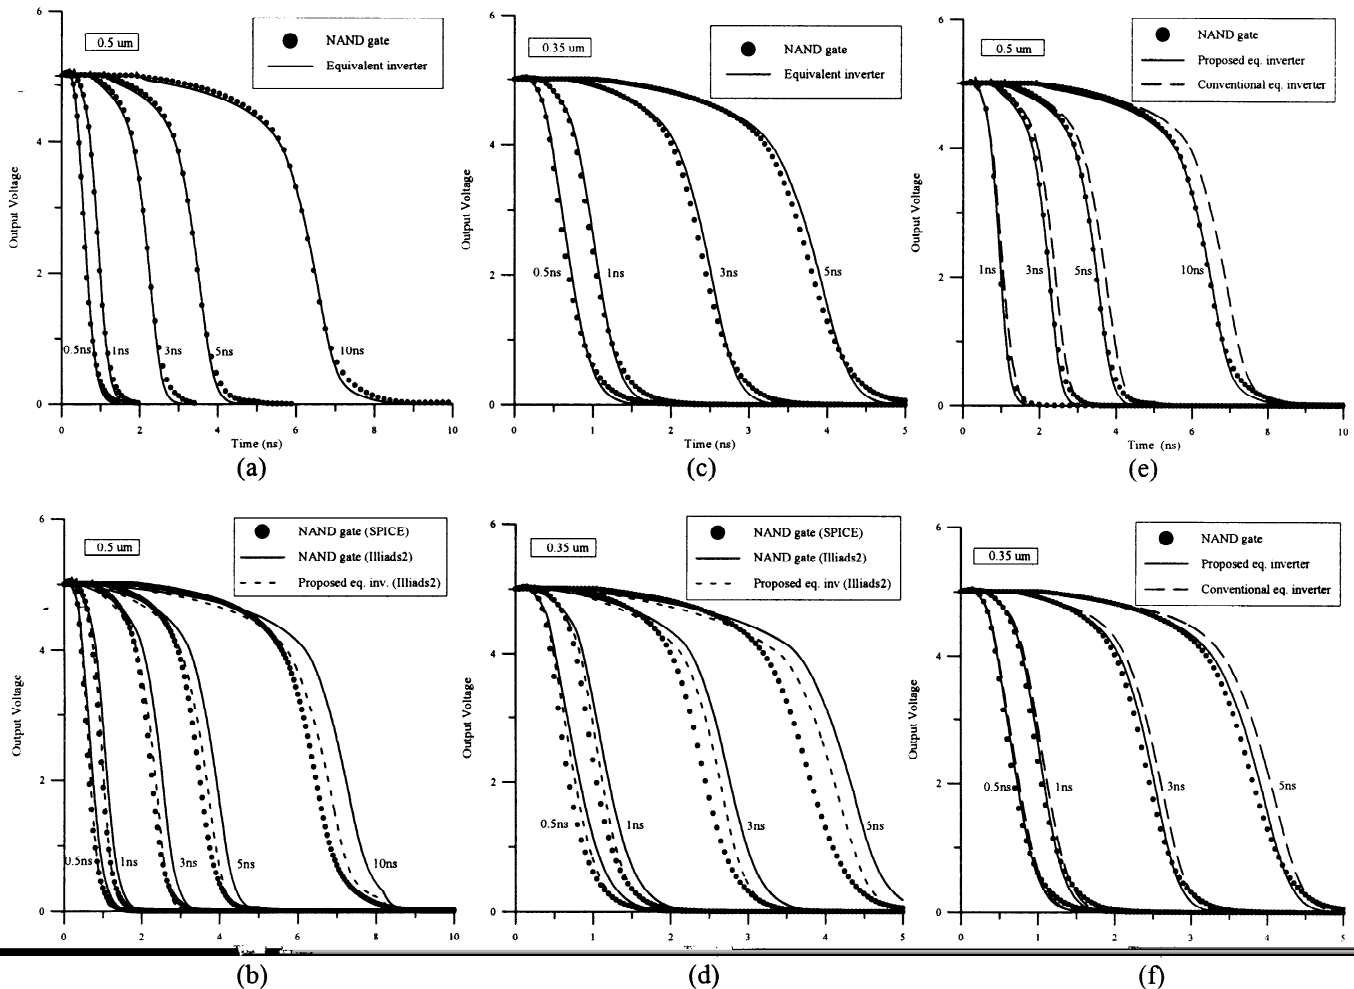 6
0.5 um
NAND gate
Equivalent inverter
4
Output Voltage
2
0.5ns
1ns
3ns
5ns
10ns
0
0 2 4 6 8 10
Time (ns)
(a)
6
0.35 um
NAND gate
Equivalent inverter
4
Output Voltage
2
0.5ns
1ns
3ns
5ns
0
0 1 2 3 4 5
Time (ns)
(c)
6
0.5 um
NAND gate
Proposed eq. inverter
Conventional eq. inverter
4
Output Voltage
2
1ns
3ns
5ns
10ns
0
0 2 4 6 8 10
Time (ns)
(e)
6
0.5 um
NAND gate (SPICE)
NAND gate (Illiads2)
Proposed eq. inv. (Illiads2)
4
Output Voltage
2
0.5ns
1ns
3ns
5ns
10ns
0
0 2 4 6 8 10
(b)
6
0.35 um
NAND gate (SPICE)
NAND gate (Illiads2)
Proposed eq. inv (Illiads2)
4
Output Voltage
2
0.5ns
1ns
3ns
5ns
0
0 1 2 3 4 5
(d)
6
0.35 um
NAND gate
Proposed eq. inverter
Conventional eq. inverter
4
Output Voltage
2
0.5ns
1ns
3ns
5ns
0
0 1 2 3 4 5
(f)